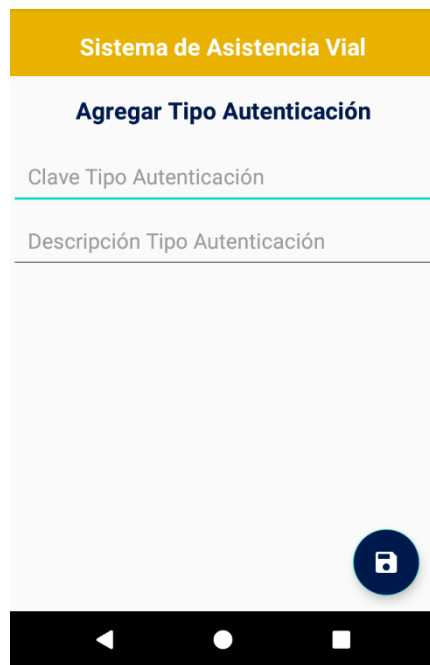 Sistema de Asistencia Vial
Agregar Tipo Autenticación
Clave Tipo Autenticación
Descripción Tipo Autenticación